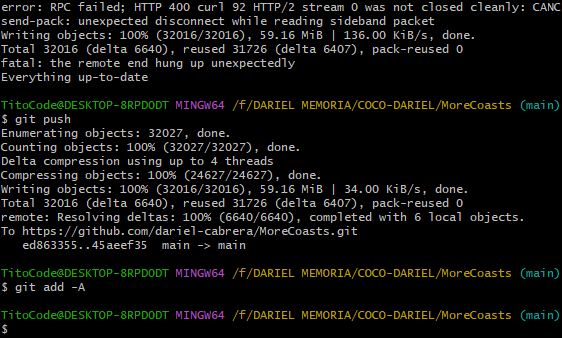 error: RPC failed; HTTP 400 curl 92 HTTP/2 stream 0 was not closed cleanly: CANC
send-pack: unexpected disconnect while reading sideband packet
Writing objects: 100% (32016/32016), 59.16 MiB | 136.00 KiB/s, done.
Total 32016 (delta 6640), reused 31726 (delta 6407), pack-reused 0
fatal: the remote end hung up unexpectedly
Everything up-to-date
TitoCode@DESKTOP-8RPDODT MINGW64 /f/DARIEL MEMORIA/COCO-DARIEL/MoreCoasts (main)
$ git push
Enumerating objects: 32027, done.
Counting objects: 100% (32027/32027), done.
Delta compression using up to 4 threads
Compressing objects: 100% (24627/24627), done.
Writing objects: 100% (32016/32016), 59.16 MiB | 34.00 KiB/s, done.
Total 32016 (delta 6640), reused 31726 (delta 6407), pack-reused 0
remote: Resolving deltas: 100% (6640/6640), completed with 6 local objects.
To https://github.com/dariel-cabrera/MoreCoasts.git
   ed863355..45aeef35  main -> main
TitoCode@DESKTOP-8RPDODT MINGW64 /f/DARIEL MEMORIA/COCO-DARIEL/MoreCoasts (main)
$ git add -A
TitoCode@DESKTOP-8RPDODT MINGW64 /f/DARIEL MEMORIA/COCO-DARIEL/MoreCoasts (main)
$